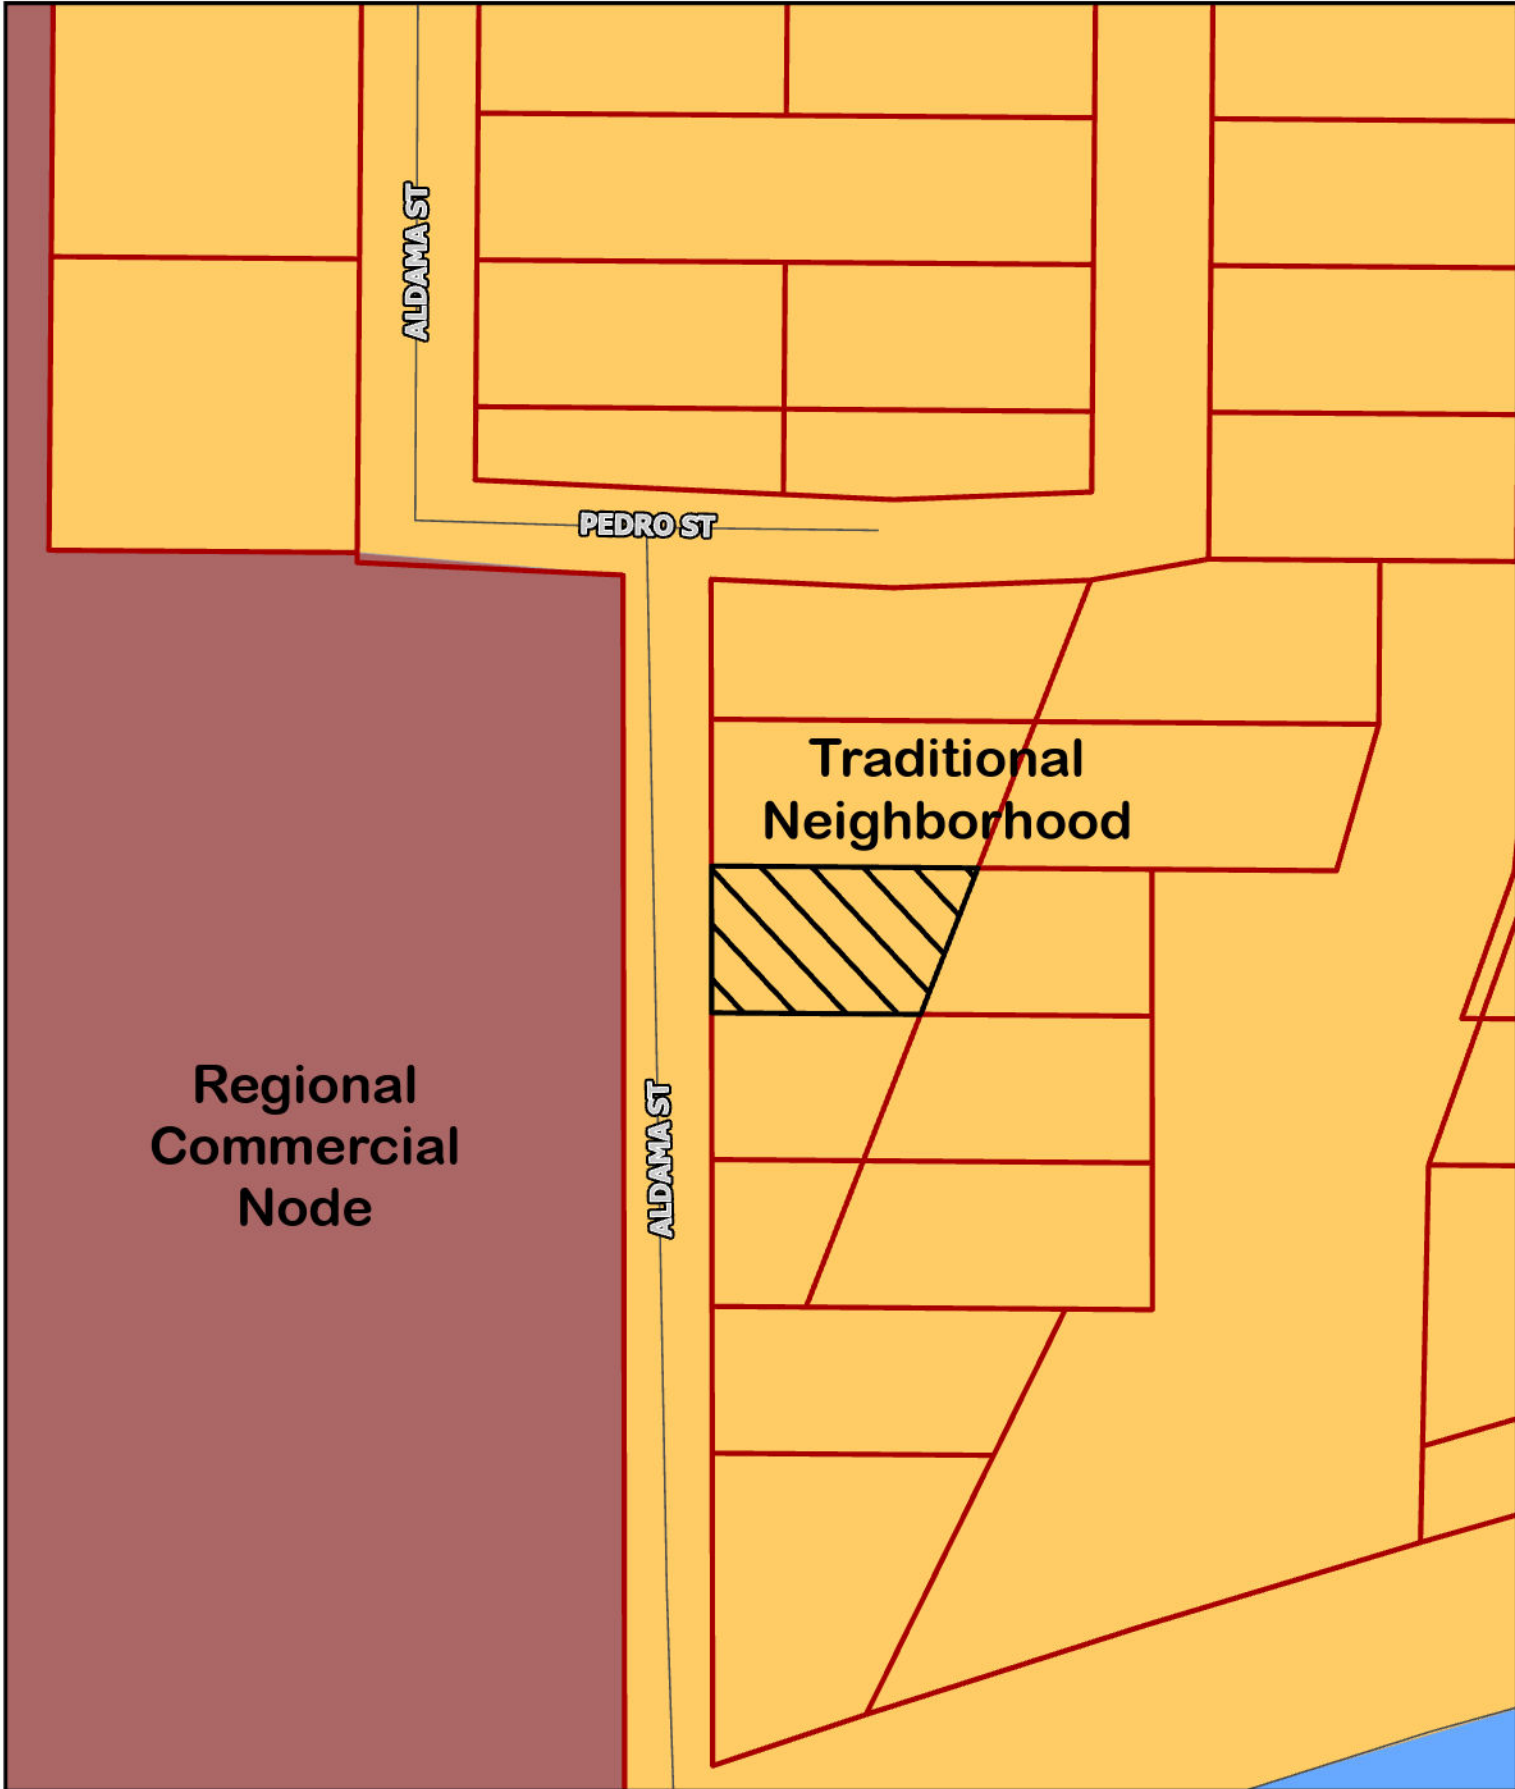 ALDAMA ST
PEDRO ST
Traditional
Neighborhood
Regional
Commercial
Node
ALDAMA ST